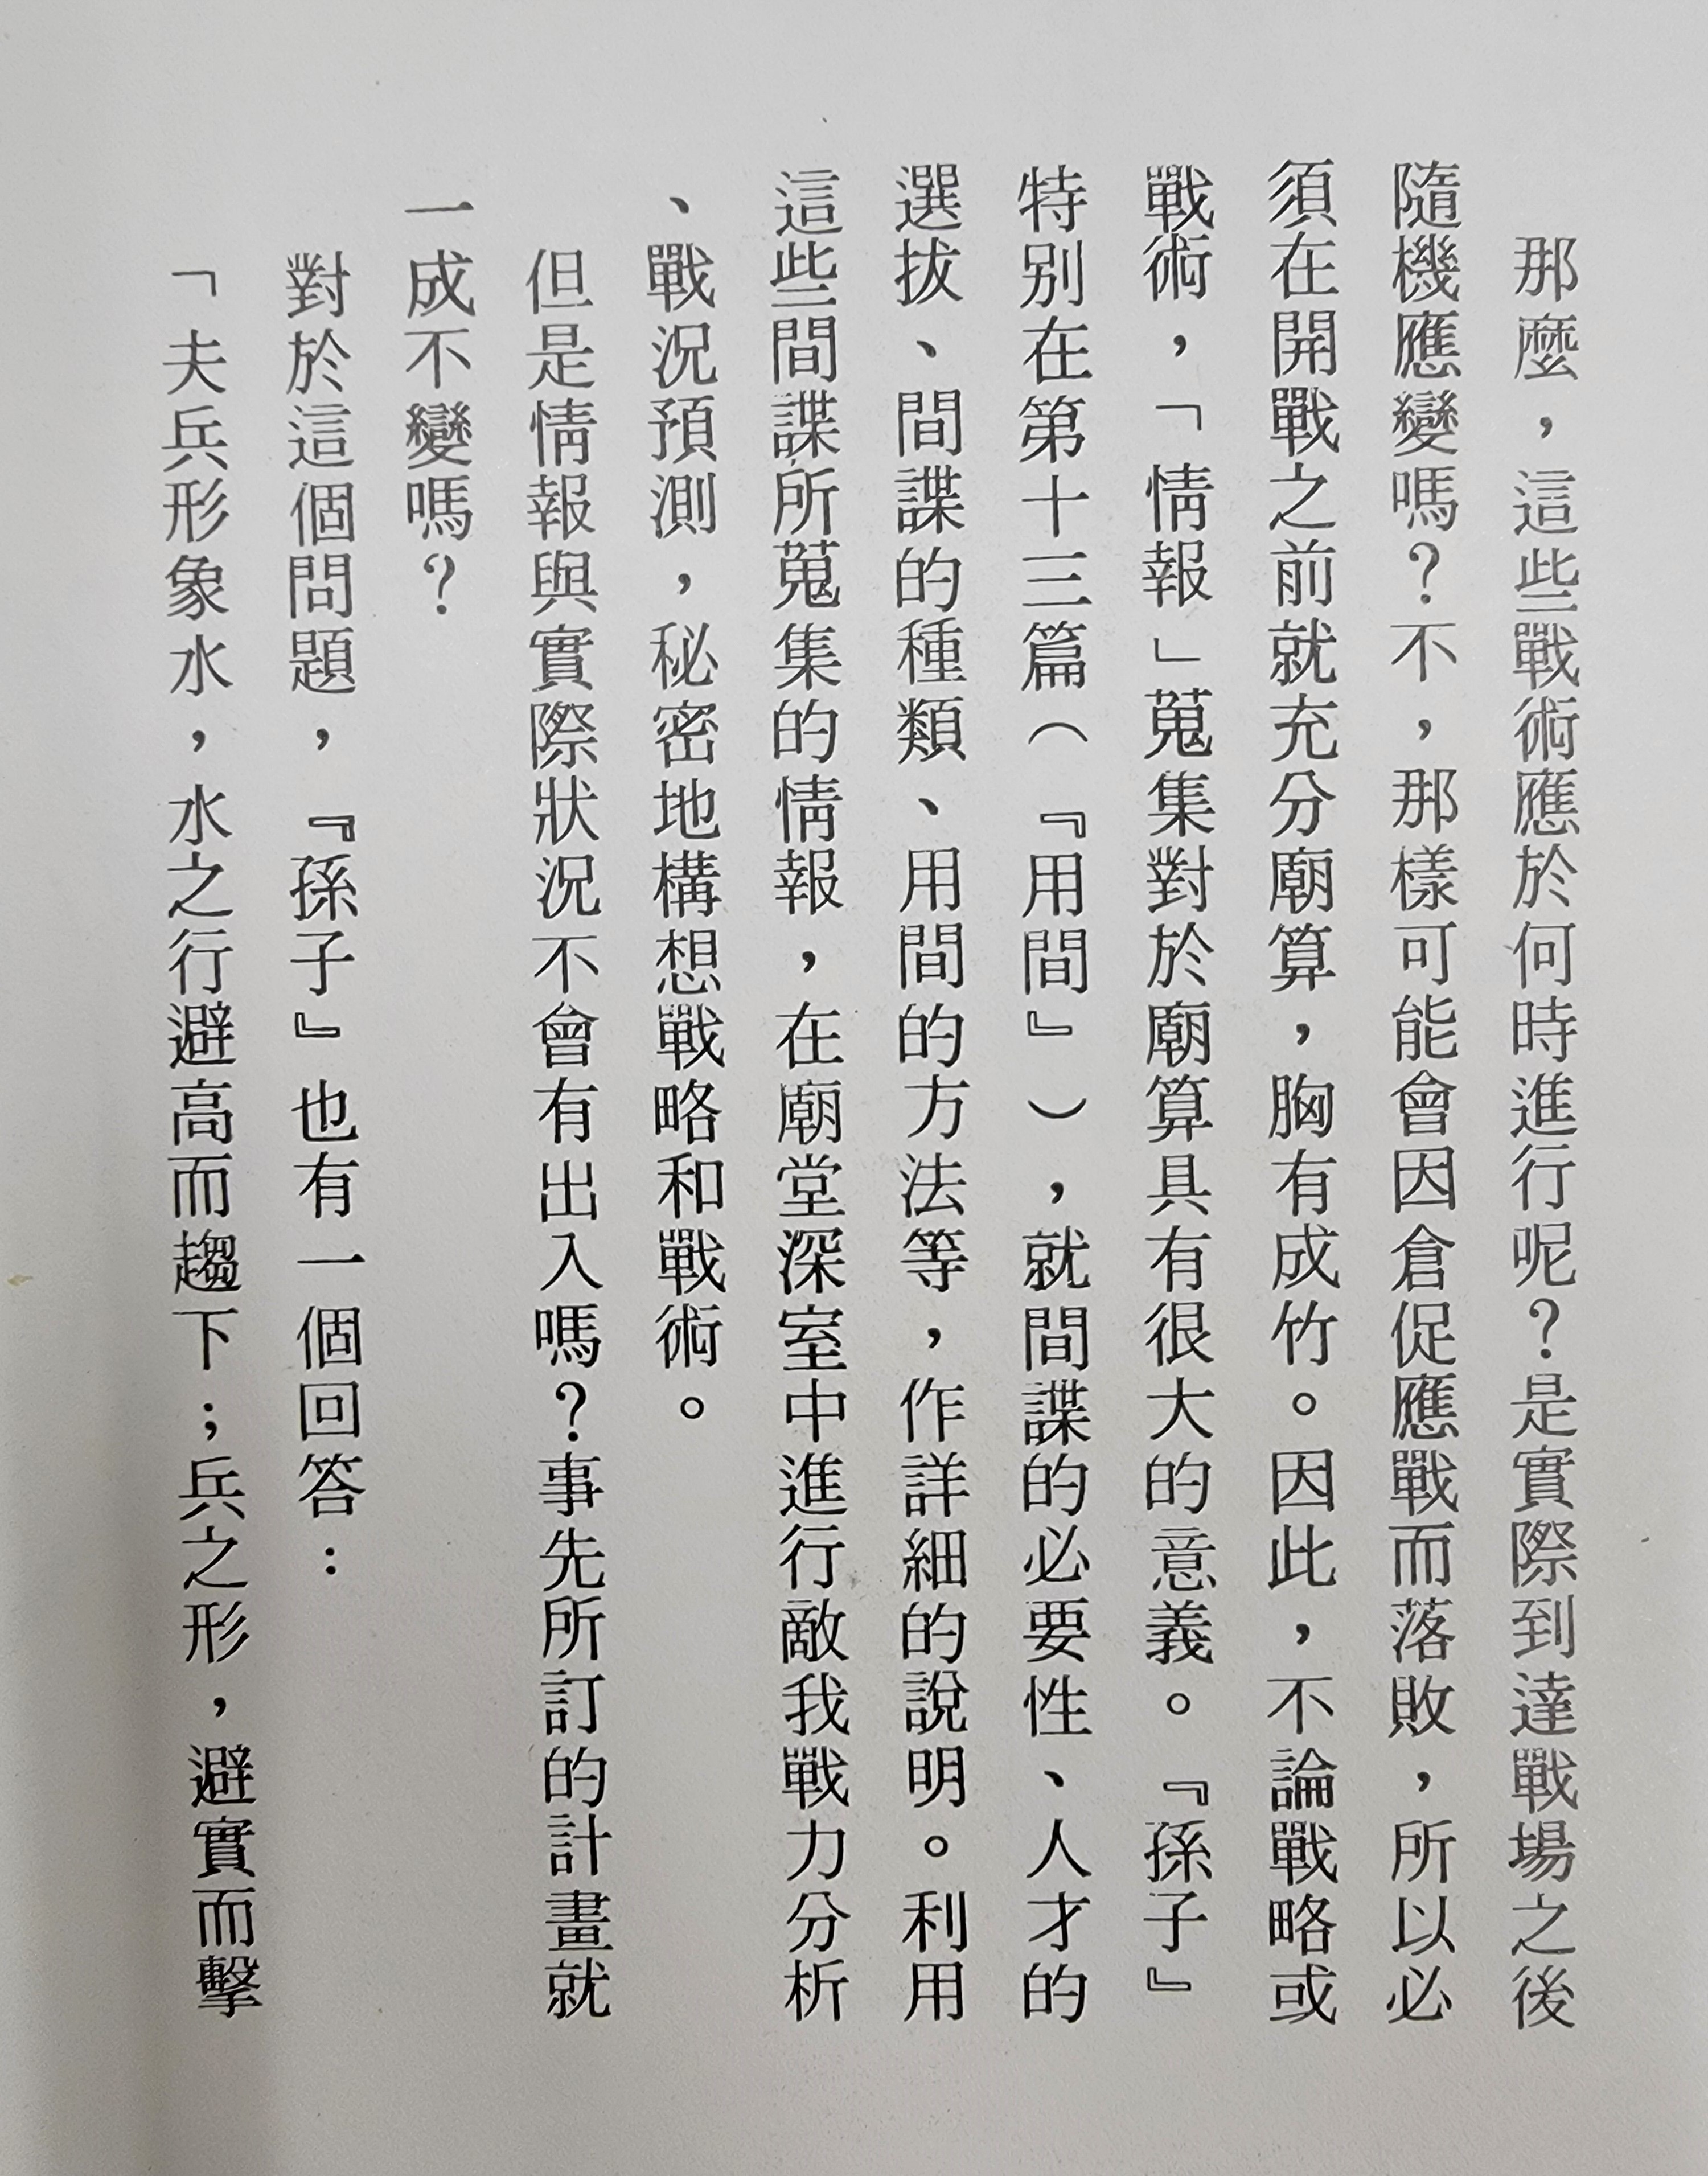 那麼，這些戰術應於何時進行呢？是實際到達戰場之後
隨機應變嗎？不，那樣可能會因倉促應戰而落敗，所以必
須在開戰之前就充分廟算，胸有成竹。因此，不論戰略或
戰術，「情報」蒐集對於廟算具有很大的意義。『孫子』
特別在第十三篇（『用間』），就間諜的必要性、人才的
選拔、間諜的種類、用間的方法等，作詳細的說明。利用
這些間諜所蒐集的情報，在廟堂深室中進行敵我戰力分析
、戰況預測，秘密地構想戰略和戰術。
但是情報與實際狀況不會有出入嗎？事先所訂的計畫就
一成不變嗎？
對於這個問題，『孫子』也有一個回答：
「夫兵形象水，水之行避高而趨下；兵之形，避實而擊